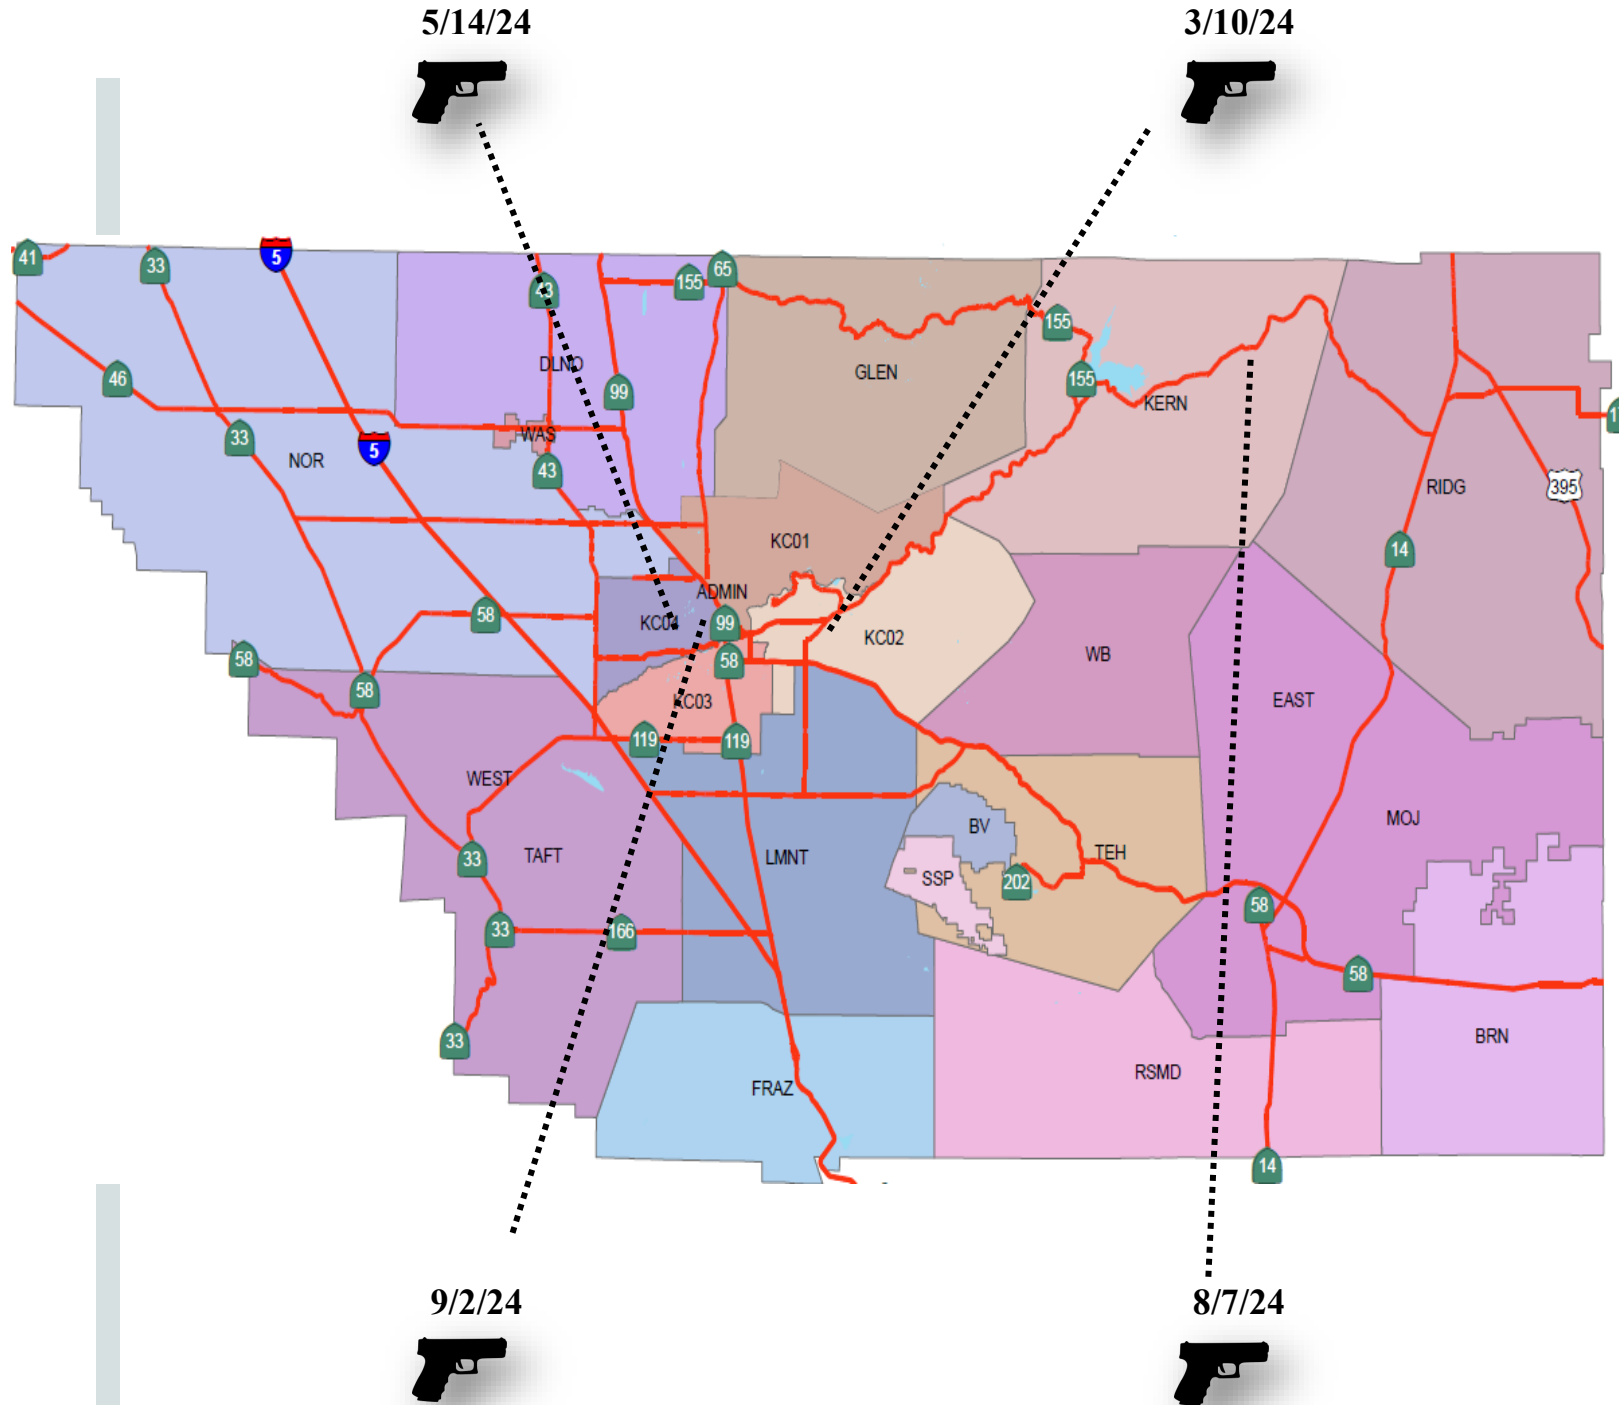 5/14/24
3/10/24
41
33
5
43
155
65
155
DLNO
GLEN
46
99
155
KERN
33
5
WAS
NOR
43
RIDG
395
KC01
14
ADMIN
58
KC04
99
KC02
58
58
58
WB
KC03
EAST
119
119
WEST
MOJ
BV
33
TAFT
LMNT
TEH
SSP
202
58
33
166
58
33
BRN
RSMD
FRAZ
14
9/2/24
8/7/24